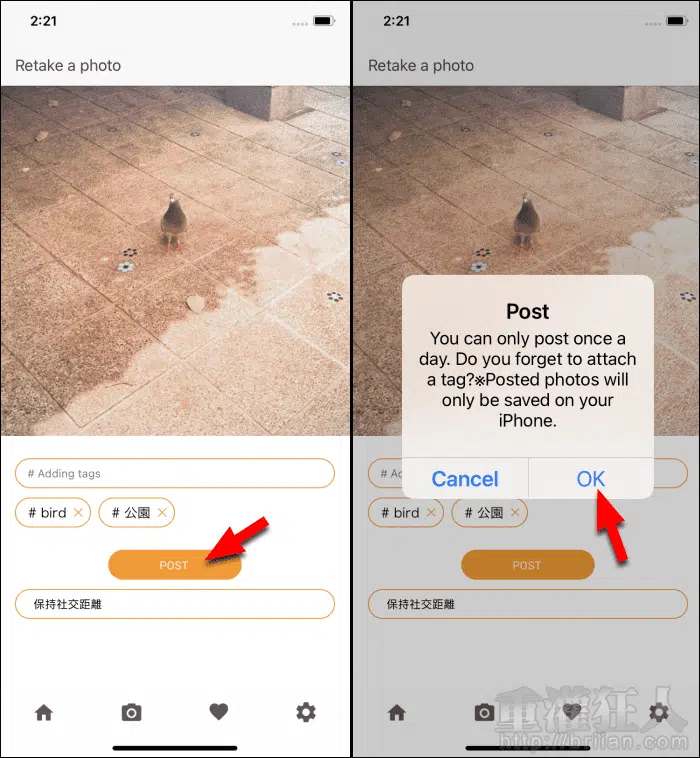 2:21
Retake a photo
# Adding tags
# bird ×
# 公園 ×
POST
保持社交距離
2:21
Retake a photo
Post
You can only post once a
day. Do you forget to attach
a tag?※Posted photos will
only be saved on your
iPhone.
Cancel
OK
# Ad
# bird ×
# 公園 ×
POST
保持社交距離
重灌狂人
http://briian.com